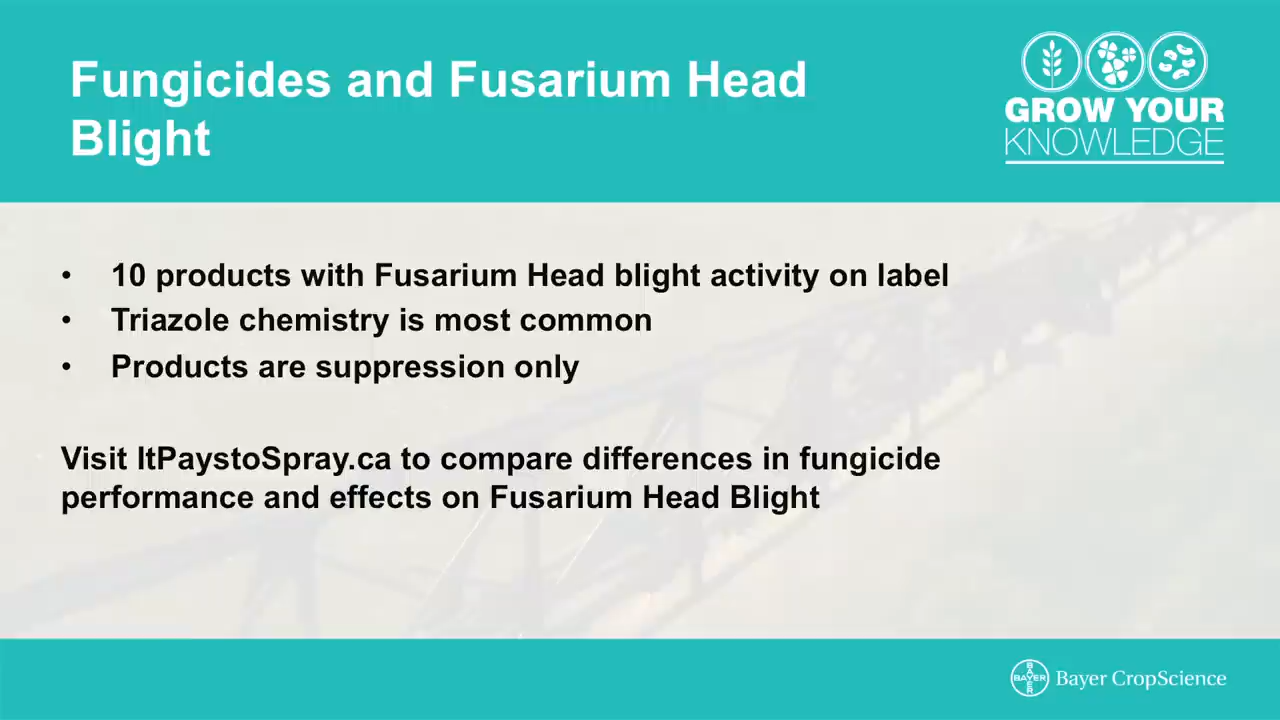 Fungicides and Fusarium Head
Blight
GROW YOUR
KNOWLEDGE
• 10 products with Fusarium Head blight activity on label
• Triazole chemistry is most common
• Products are suppression only
Visit ItPaystoSpray.ca to compare differences in fungicide
performance and effects on Fusarium Head Blight
BAYER
BAYER
Bayer CropScience